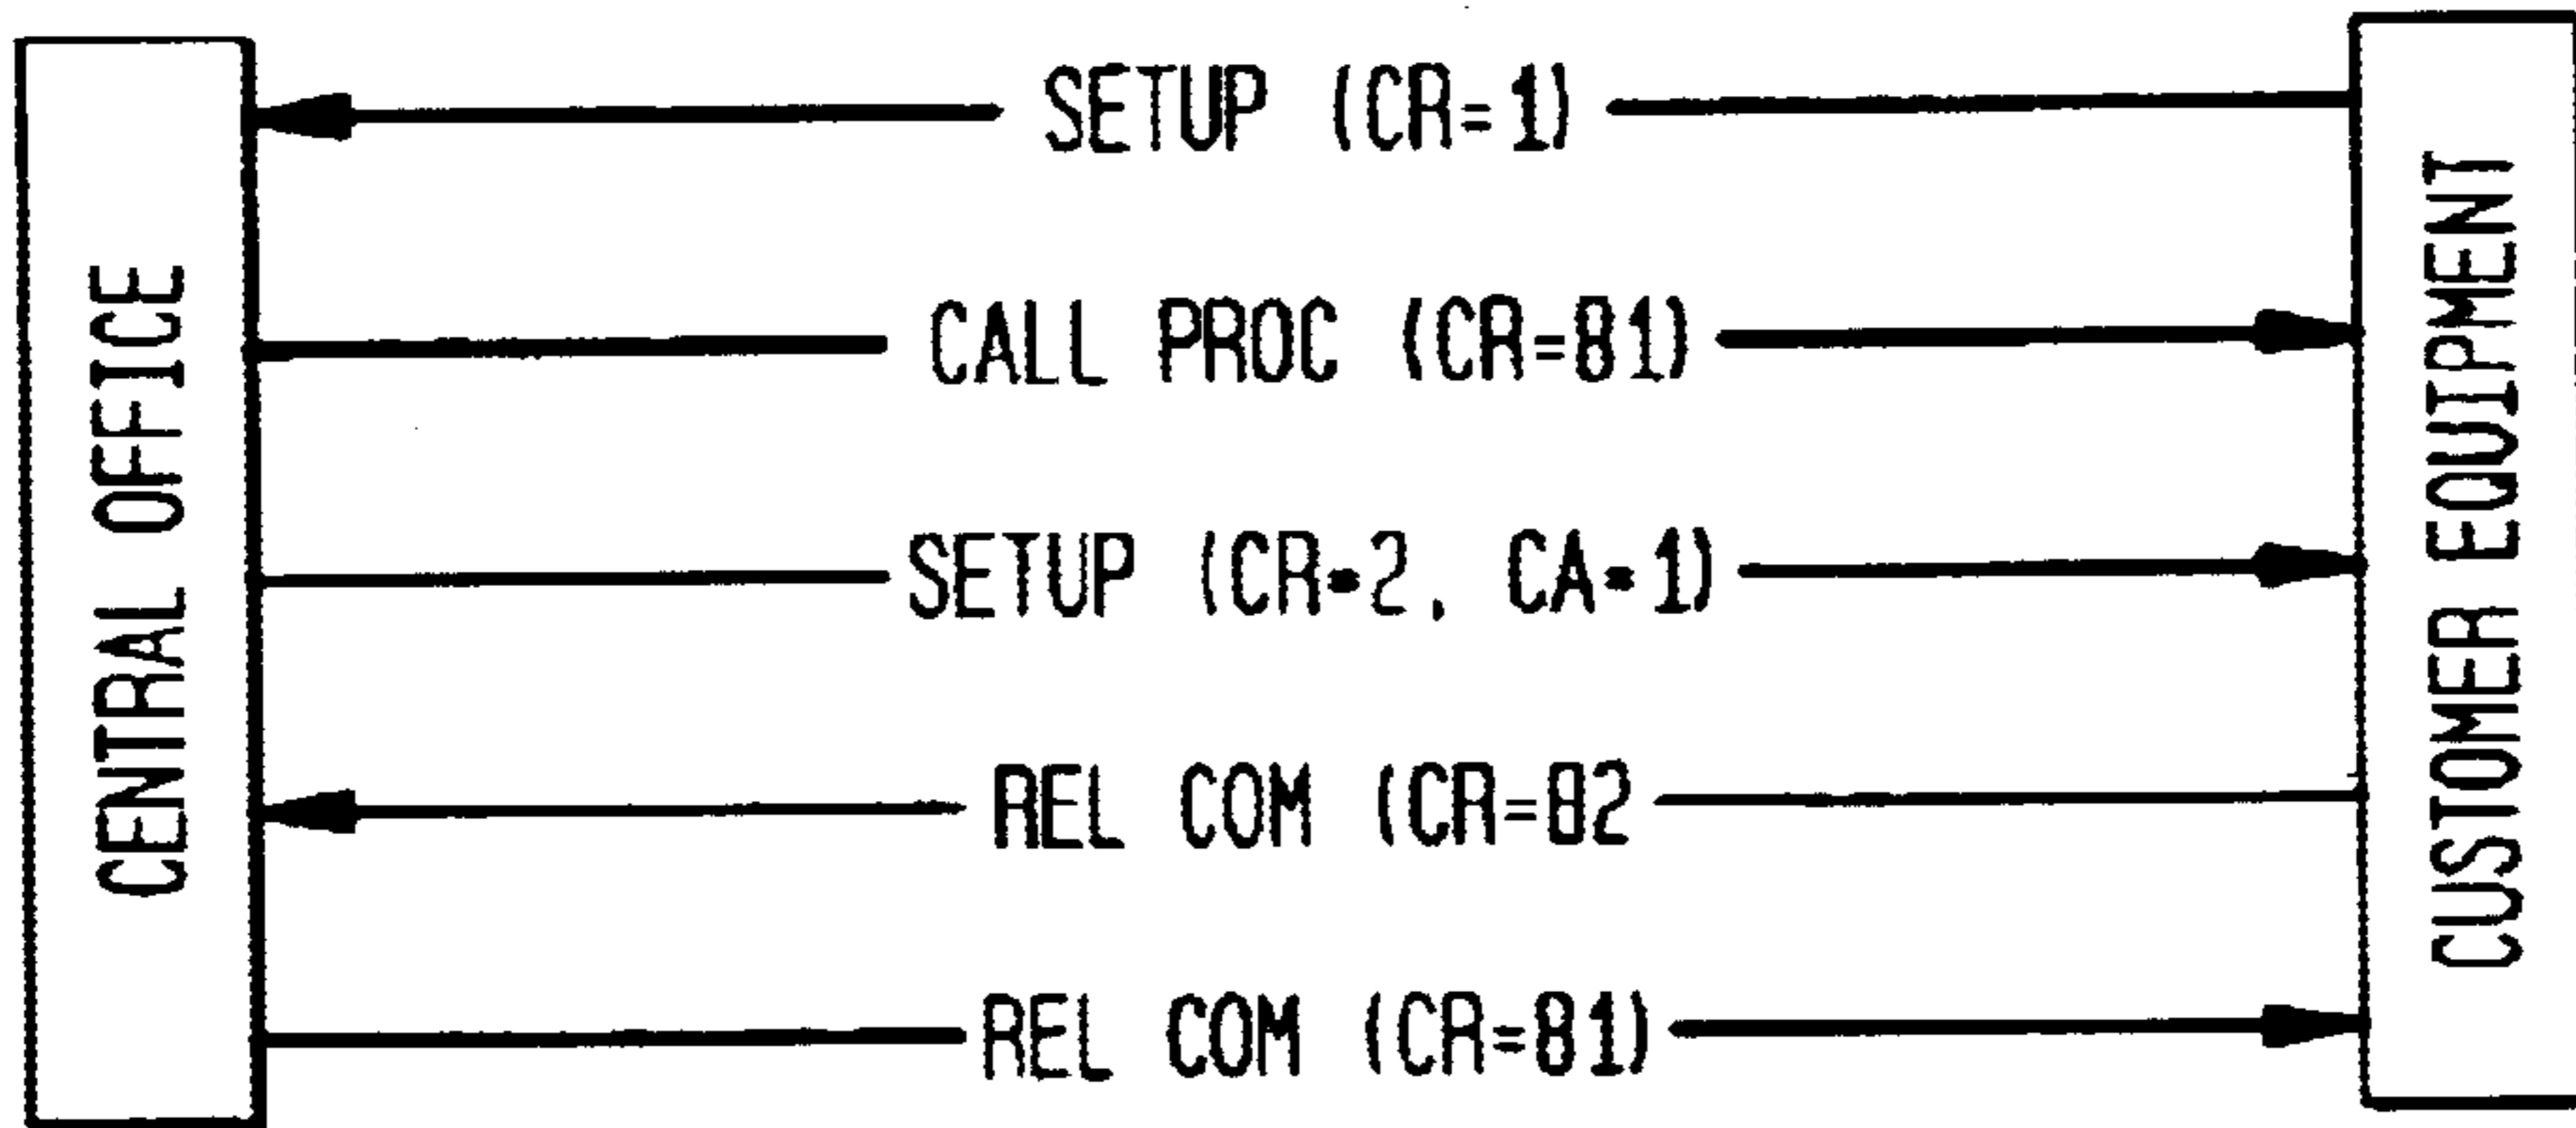 CENTRAL OFFICE
SETUP (CR=1)
CALL PROC (CR=81)
SETUP (CR=2, CA=1)
REL COM (CR=82
REL COM (CR=81)
CUSTOMER EQUIPMENT